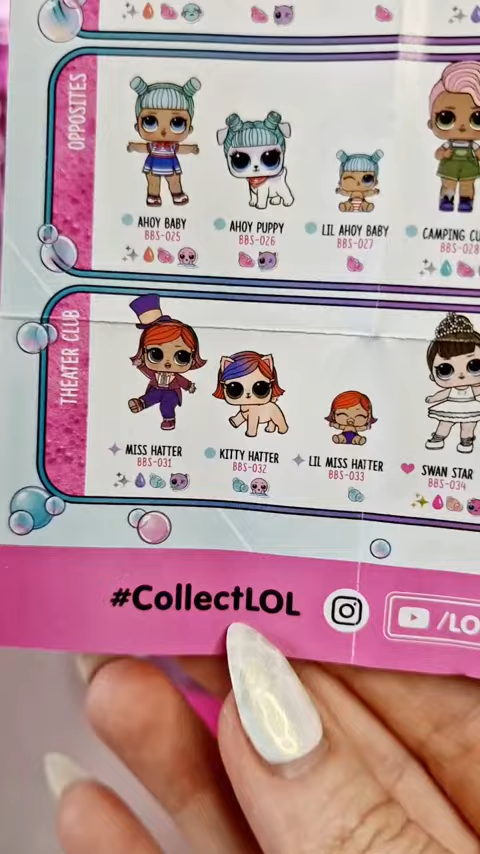 OPPOSITES
AHOY BABY
BBS-025
AHOY PUPPY
BBS-026
LIL AHOY BABY
BBS-027
CAMPING CU
BBS-028
THEATER CLUB
MISS HATTER
BBS-031
KITTY HATTER
BBS-032
LIL MISS HATTER
BBS-033
SWAN STAR
BBS-034
#CollectLOL
/LO